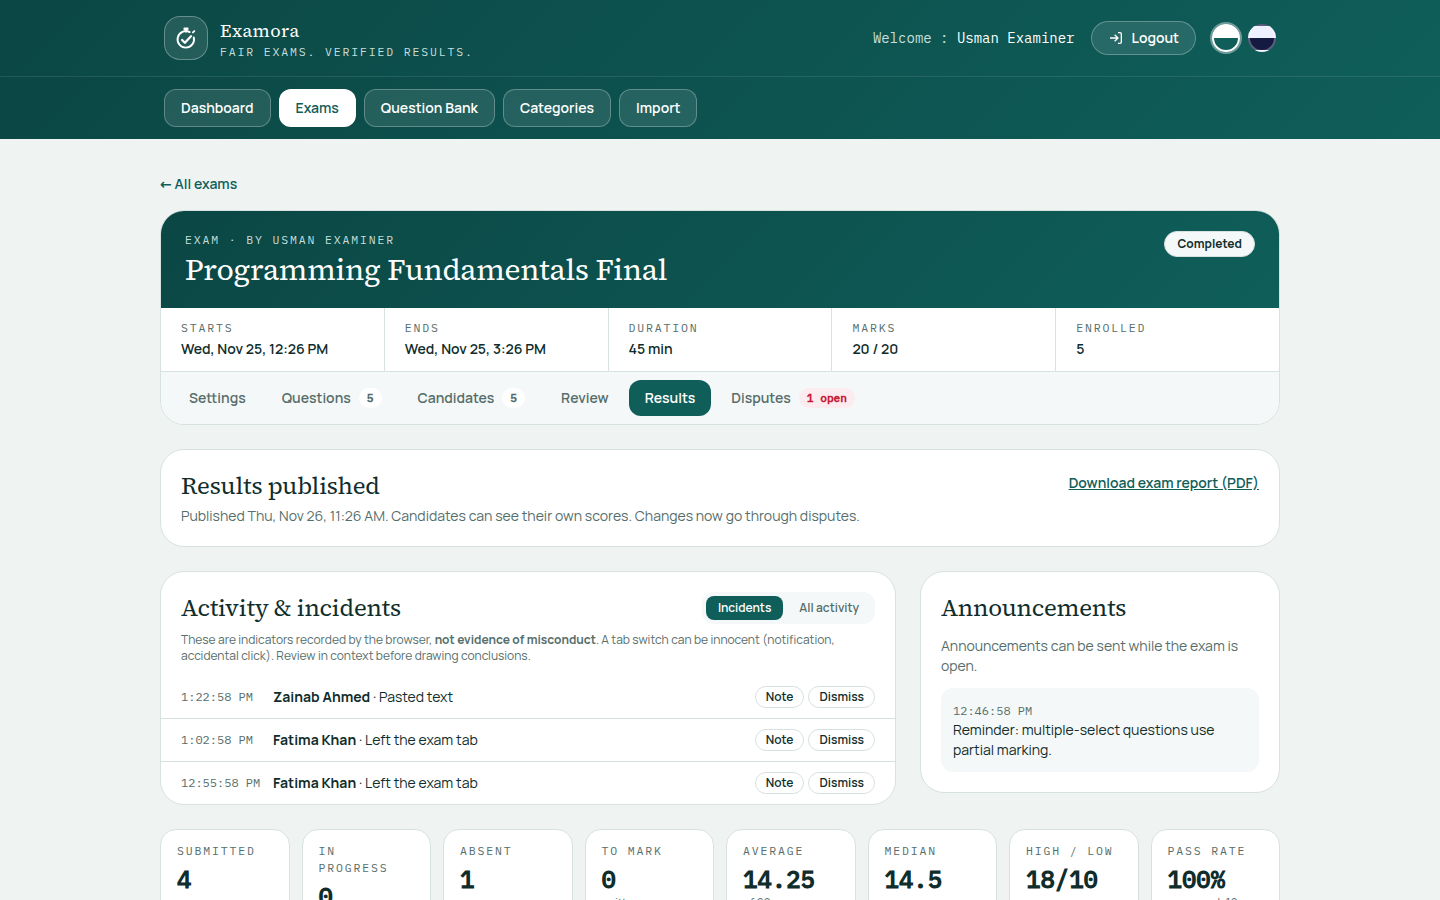 Examora
FAIR EXAMS. VERIFIED RESULTS.
Welcome : Usman Examiner
Logout
Dashboard
Exams
Question Bank
Categories
Import
← All exams
EXAM · BY USMAN EXAMINER
Programming Fundamentals Final
Completed
STARTS
Wed, Nov 25, 12:26 PM
ENDS
Wed, Nov 25, 3:26 PM
DURATION
45 min
MARKS
20 / 20
ENROLLED
5
Settings
Questions 5
Candidates 5
Review
Results
Disputes 1 open
Results published
Download exam report (PDF)
Published Thu, Nov 26, 11:26 AM. Candidates can see their own scores. Changes now go through disputes.
Activity & incidents
Incidents
All activity
These are indicators recorded by the browser, not evidence of misconduct. A tab switch can be innocent (notification,
accidental click). Review in context before drawing conclusions.
1:22:58 PM Zainab Ahmed · Pasted text Note Dismiss
1:02:58 PM Fatima Khan · Left the exam tab Note Dismiss
12:55:58 PM Fatima Khan · Left the exam tab Note Dismiss
Announcements
Announcements can be sent while the exam is
open.
12:46:58 PM
Reminder: multiple-select questions use
partial marking.
SUBMITTED
4
IN
PROGRESS
0
ABSENT
1
TO MARK
0
AVERAGE
14.25
MEDIAN
14.5
HIGH / LOW
18/10
PASS RATE
100%